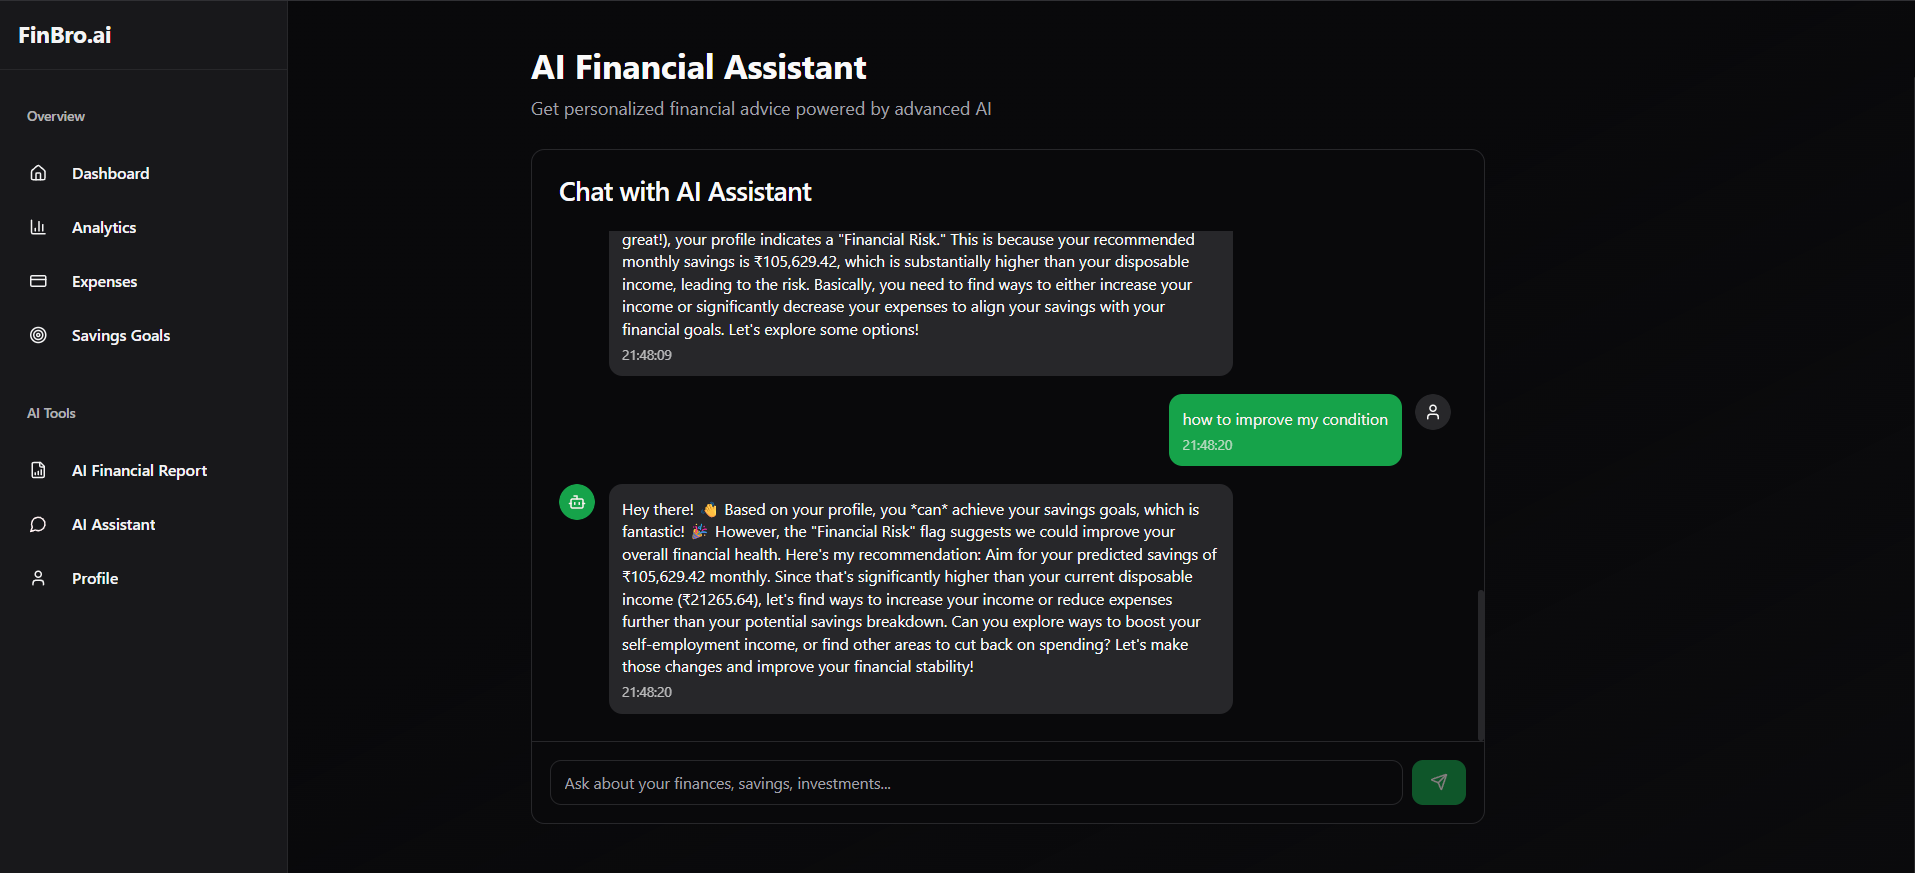 FinBro.ai
Overview
Dashboard
Analytics
Expenses
Savings Goals
AI Tools
AI Financial Report
AI Assistant
Profile
AI Financial Assistant
Get personalized financial advice powered by advanced AI
Chat with AI Assistant
great!), your profile indicates a "Financial Risk." This is because your recommended
monthly savings is ₹105,629.42, which is substantially higher than your disposable
income, leading to the risk. Basically, you need to find ways to either increase your
income or significantly decrease your expenses to align your savings with your
financial goals. Let's explore some options!
21:48:09
how to improve my condition
21:48:20
Hey there! 👋 Based on your profile, you *can* achieve your savings goals, which is
fantastic! 🎉 However, the "Financial Risk" flag suggests we could improve your
overall financial health. Here's my recommendation: Aim for your predicted savings of
₹105,629.42 monthly. Since that's significantly higher than your current disposable
income (₹21265.64), let's find ways to increase your income or reduce expenses
further than your potential savings breakdown. Can you explore ways to boost your
self-employment income, or find other areas to cut back on spending? Let's make
those changes and improve your financial stability!
21:48:20
Ask about your finances, savings, investments...